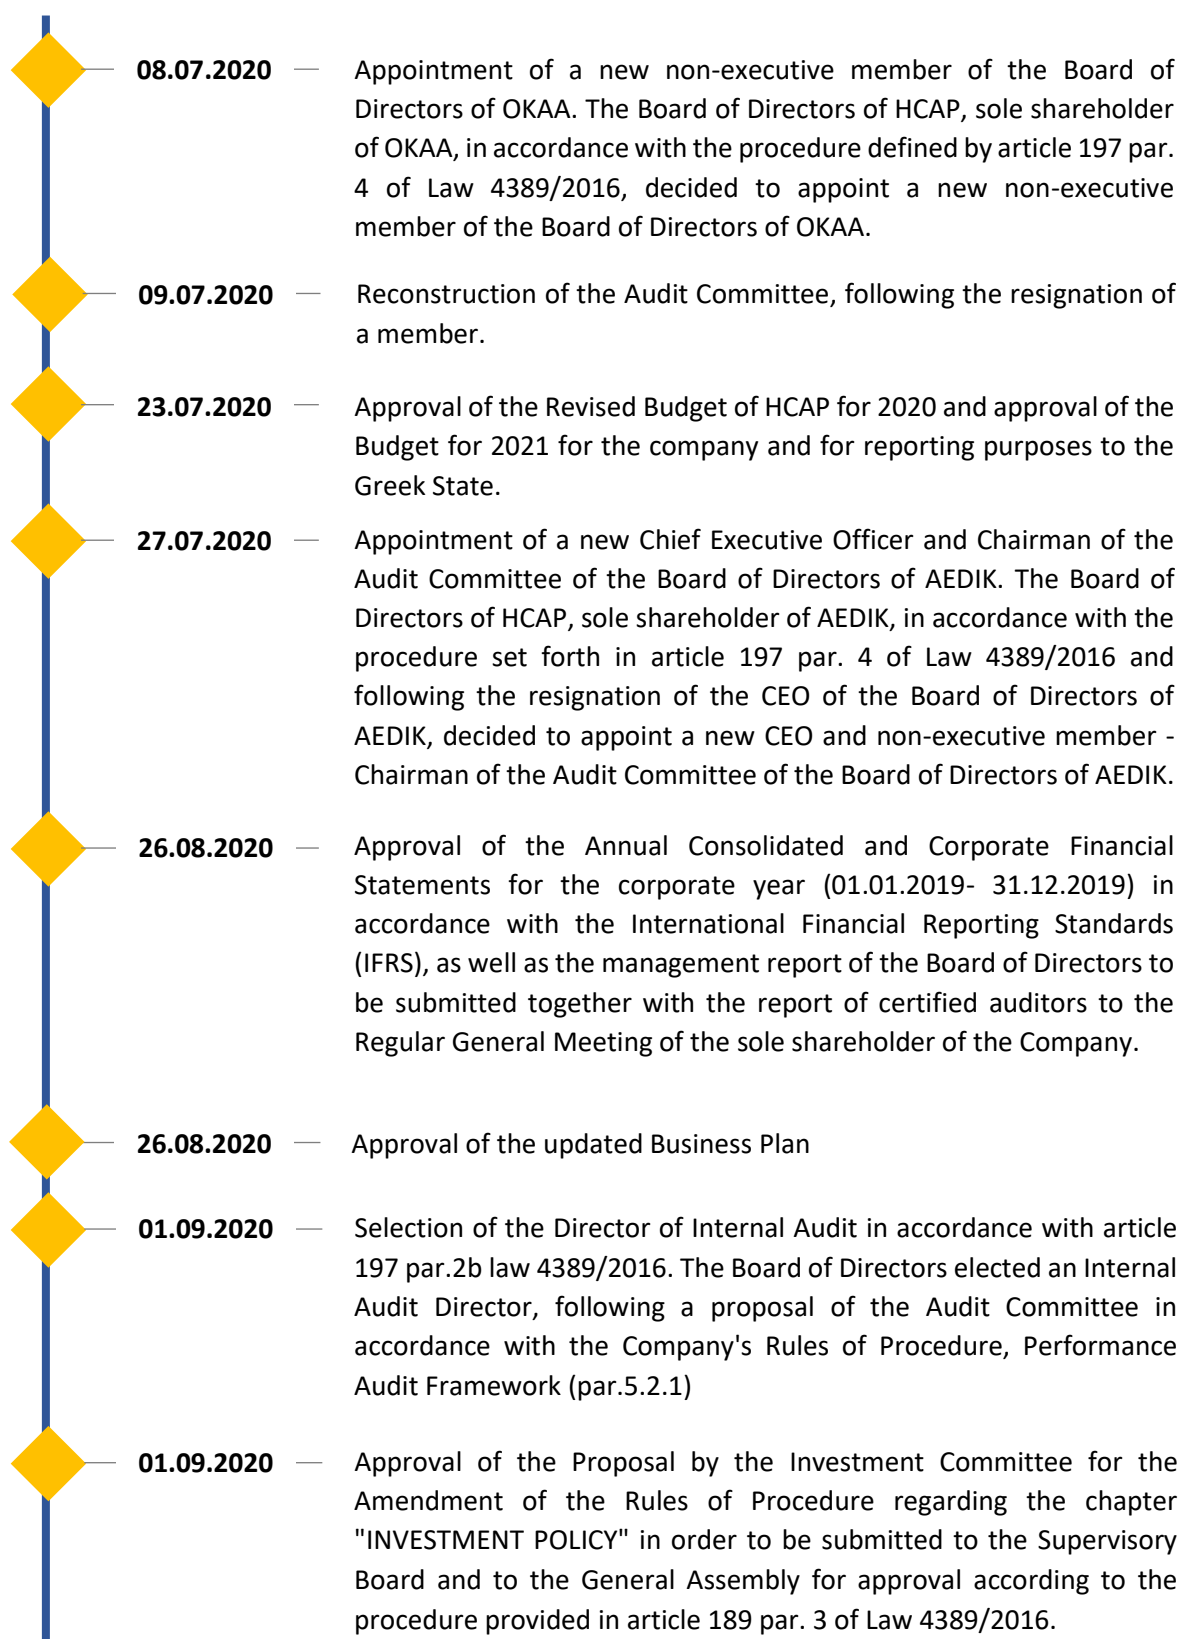 08.07.2020 Appointment of a new non-executive member of the Board of
Directors of OKAA. The Board of Directors of HCAP, sole shareholder
of OKAA, in accordance with the procedure defined by article 197 par.
4 of Law 4389/2016, decided to appoint a new non-executive
member of the Board of Directors of OKAA.
09.07.2020 Reconstruction of the Audit Committee, following the resignation of
a member.
23.07.2020 Approval of the Revised Budget of HCAP for 2020 and approval of the
Budget for 2021 for the company and for reporting purposes to the
Greek State.
27.07.2020 Appointment of a new Chief Executive Officer and Chairman of the
Audit Committee of the Board of Directors of AEDIK. The Board of
Directors of HCAP, sole shareholder of AEDIK, in accordance with the
procedure set forth in article 197 par. 4 of Law 4389/2016 and
following the resignation of the CEO of the Board of Directors of
AEDIK, decided to appoint a new CEO and non-executive member -
Chairman of the Audit Committee of the Board of Directors of AEDIK.
26.08.2020 Approval of the Annual Consolidated and Corporate Financial
Statements for the corporate year (01.01.2019- 31.12.2019) in
accordance with the International Financial Reporting Standards
(IFRS), as well as the management report of the Board of Directors to
be submitted together with the report of certified auditors to the
Regular General Meeting of the sole shareholder of the Company.
26.08.2020 Approval of the updated Business Plan
01.09.2020 Selection of the Director of Internal Audit in accordance with article
197 par.2b law 4389/2016. The Board of Directors elected an Internal
Audit Director, following a proposal of the Audit Committee in
accordance with the Company's Rules of Procedure, Performance
Audit Framework (par.5.2.1)
01.09.2020 Approval of the Proposal by the Investment Committee for the
Amendment of the Rules of Procedure regarding the chapter
"INVESTMENT POLICY" in order to be submitted to the Supervisory
Board and to the General Assembly for approval according to the
procedure provided in article 189 par. 3 of Law 4389/2016.